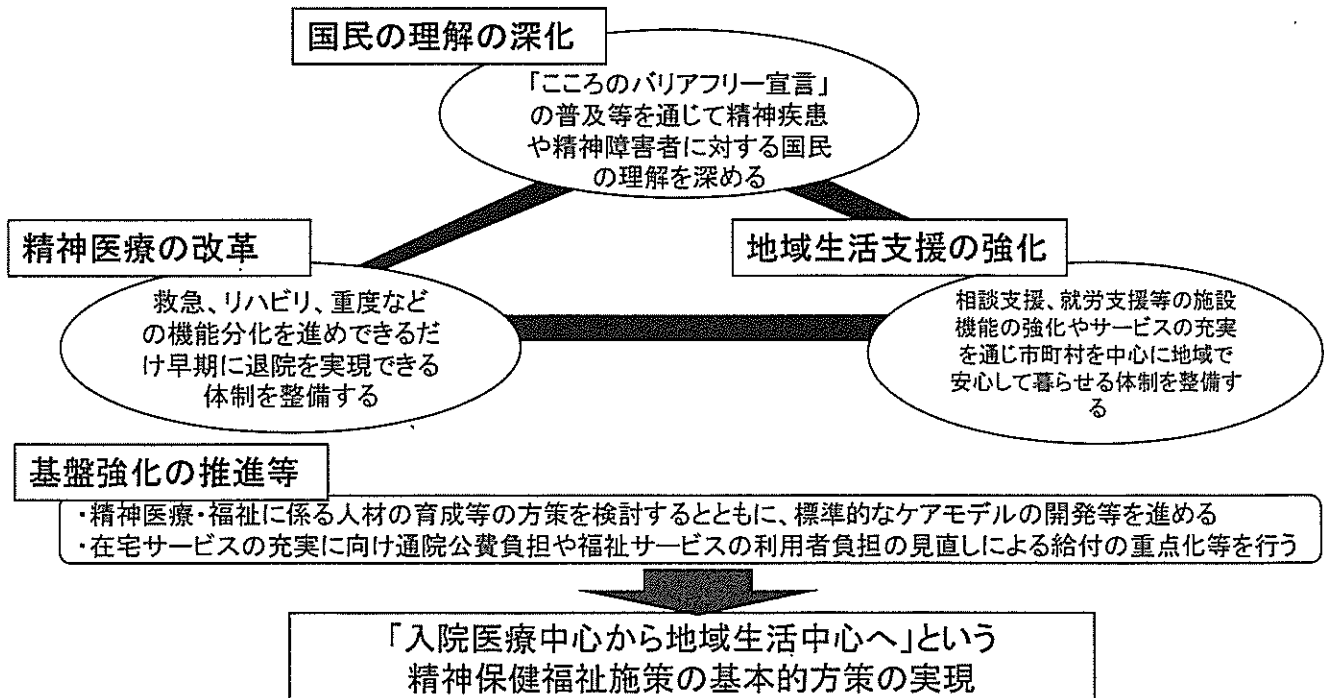 国民の理解の深化
「こころのバリアフリー宣言」
の普及等を通じて精神疾患
や精神障害者に対する国民
の理解を深める
精神医療の改革
救急、リハビリ、重度など
の機能分化を進めできるだ
け早期に退院を実現できる
体制を整備する
地域生活支援の強化
相談支援、就労支援等の施設
機能の強化やサービスの充実
を通じ市町村を中心に地域で
安心して暮らせる体制を整備す
る
基盤強化の推進等
・精神医療・福祉に係る人材の育成等の方策を検討するとともに、標準的なケアモデルの開発等を進める
・在宅サービスの充実に向け通院公費負担や福祉サービスの利用者負担の見直しによる給付の重点化等を行う
「入院医療中心から地域生活中心へ」という
精神保健福祉施策の基本的方策の実現